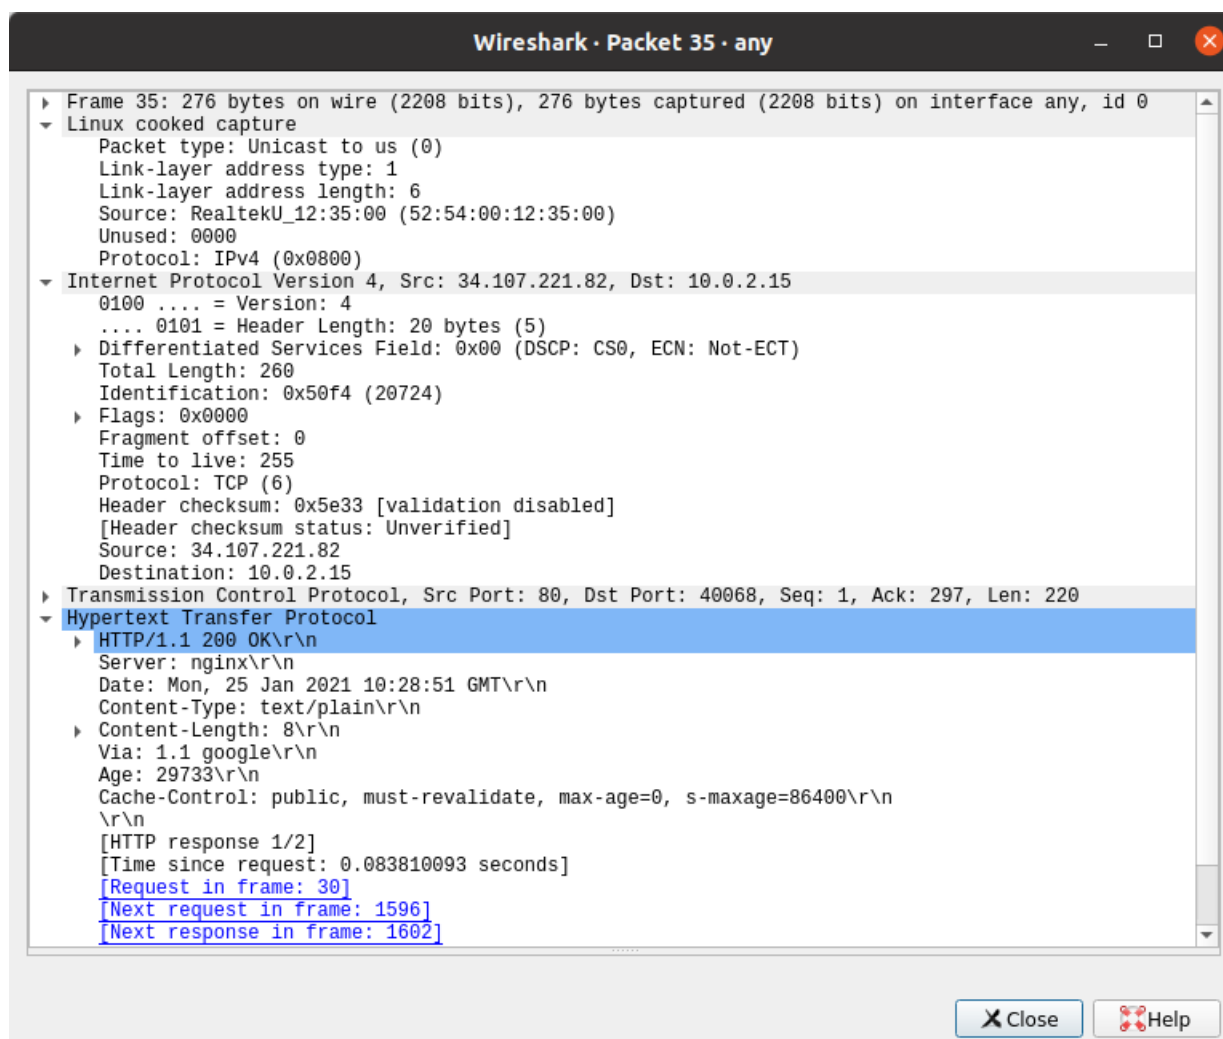 Wireshark · Packet 35 · any
Frame 35: 276 bytes on wire (2208 bits), 276 bytes captured (2208 bits) on interface any, id 0
Linux cooked capture
Packet type: Unicast to us (0)
Link-layer address type: 1
Link-layer address length: 6
Source: RealtekU_12:35:00 (52:54:00:12:35:00)
Unused: 0000
Protocol: IPv4 (0x0800)
Internet Protocol Version 4, Src: 34.107.221.82, Dst: 10.0.2.15
0100 .... = Version: 4
.... 0101 = Header Length: 20 bytes (5)
Differentiated Services Field: 0x00 (DSCP: CS0, ECN: Not-ECT)
Total Length: 260
Identification: 0x50f4 (20724)
Flags: 0x0000
Fragment offset: 0
Time to live: 255
Protocol: TCP (6)
Header checksum: 0x5e33 [validation disabled]
[Header checksum status: Unverified]
Source: 34.107.221.82
Destination: 10.0.2.15
Transmission Control Protocol, Src Port: 80, Dst Port: 40068, Seq: 1, Ack: 297, Len: 220
Hypertext Transfer Protocol
HTTP/1.1 200 OK\r\n
Server: nginx\r\n
Date: Mon, 25 Jan 2021 10:28:51 GMT\r\n
Content-Type: text/plain\r\n
Content-Length: 8\r\n
Via: 1.1 google\r\n
Age: 29733\r\n
Cache-Control: public, must-revalidate, max-age=0, s-maxage=86400\r\n
\r\n
[HTTP response 1/2]
[Time since request: 0.083810093 seconds]
[Request in frame: 30]
[Next request in frame: 1596]
[Next response in frame: 1602]
Close Help